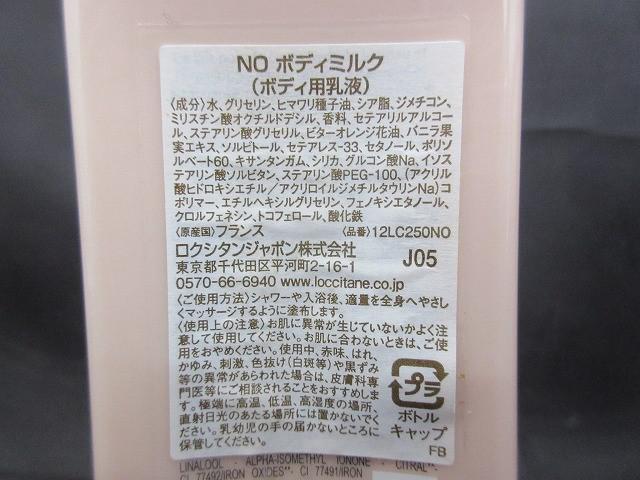 NO ボディミルク
(ボディ用乳液)
〈成分〉水、グリセリン、ヒマワリ種子油、シア脂、ジメチコン、
ミリスチン酸オクチルドデシル、香料、セテアリルアルコー
ル、ステアリン酸グリセリル、ビターオレンジ花油、バニラ果
実エキス、ソルビトール、セテアレス-33、セタノール、ポリソ
ルベート60、キサンタンガム、シリカ、グルコン酸Na、イソス
テアリン酸ソルビタン、ステアリン酸PEG-100、(アクリル
酸ヒドロキシエチル/アクリロイルジメチルタウリンNa)コ
ポリマー、エチルヘキシルグリセリン、フェノキシエタノール、
クロルフェネシン、トコフェロール、酸化鉄
〈原産国〉フランス 〈品番〉12LC250NO
ロクシタンジャポン株式会社 J05
東京都千代田区平河町2-16-1
0570-66-6940 www.loccitane.co.jp
〈ご使用方法〉シャワーや入浴後、適量を全身へやさし
くマッサージするように塗布します。
〈使用上の注意〉お肌に異常が生じていないかよく注
意して使用してください。お肌に合わないときは、ご使
用をおやめください。使用中、赤味、はれ、
かゆみ、刺激、色抜け(白斑等)や黒ずみ
等の異常があらわれた場合は、皮膚科専
門医等にご相談されることをおすすめしま
す。極端に高温、低温、高湿度の場所、
直射日光のあたる場所には置かないでく
ださい。乳幼児の手の届かないところに
保管してください。
プラ
ボトル
キャップ
FB
LINALOOL · ALPHA-ISOMETHYL IONONE · CITRAL
CI 77492/IRON OXIDES · CI 77491/IRON